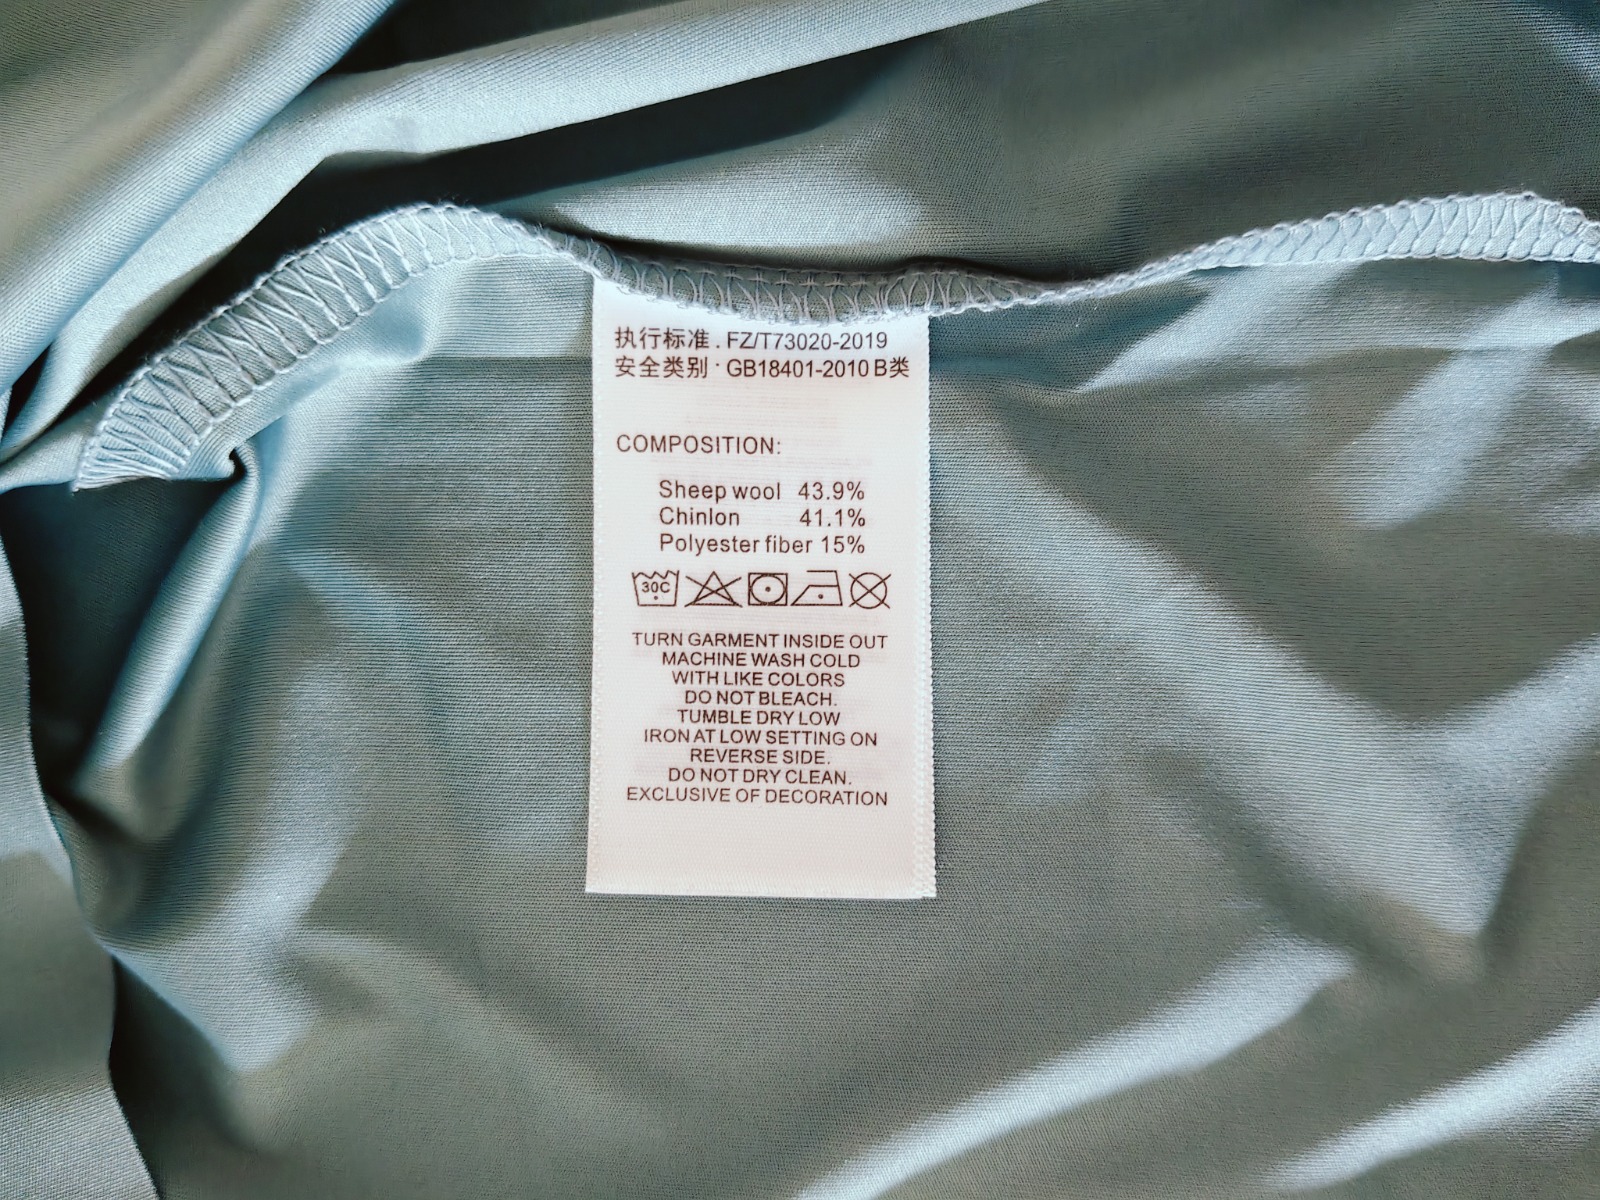 执行标准 . FZ/T73020-2019
安全类别 · GB18401-2010 B类
COMPOSITION:
Sheep wool 43.9%
Chinlon 41.1%
Polyester fiber 15%
30C
TURN GARMENT INSIDE OUT
MACHINE WASH COLD
WITH LIKE COLORS
DO NOT BLEACH.
TUMBLE DRY LOW
IRON AT LOW SETTING ON
REVERSE SIDE.
DO NOT DRY CLEAN.
EXCLUSIVE OF DECORATION